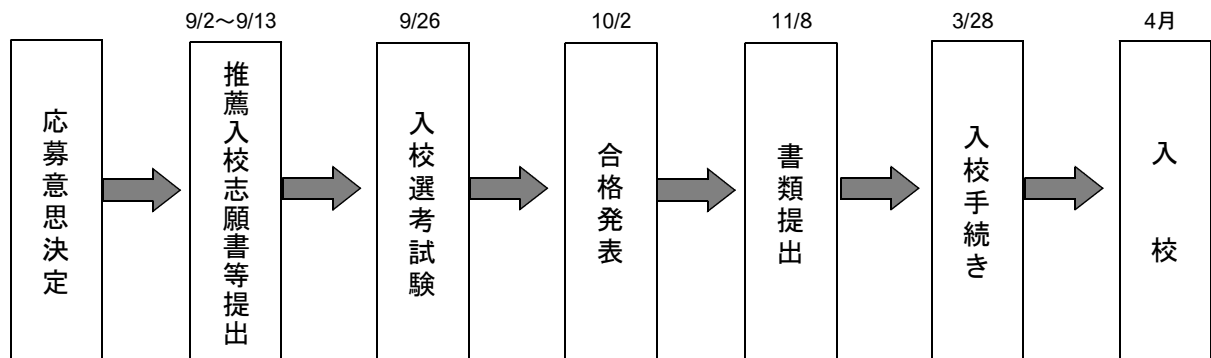 9/2～9/13
9/26
10/2
11/8
3/28
4月
応募意思決定
推薦入校志願書等提出
入校選考試験
合格発表
書類提出
入校手続き
入校